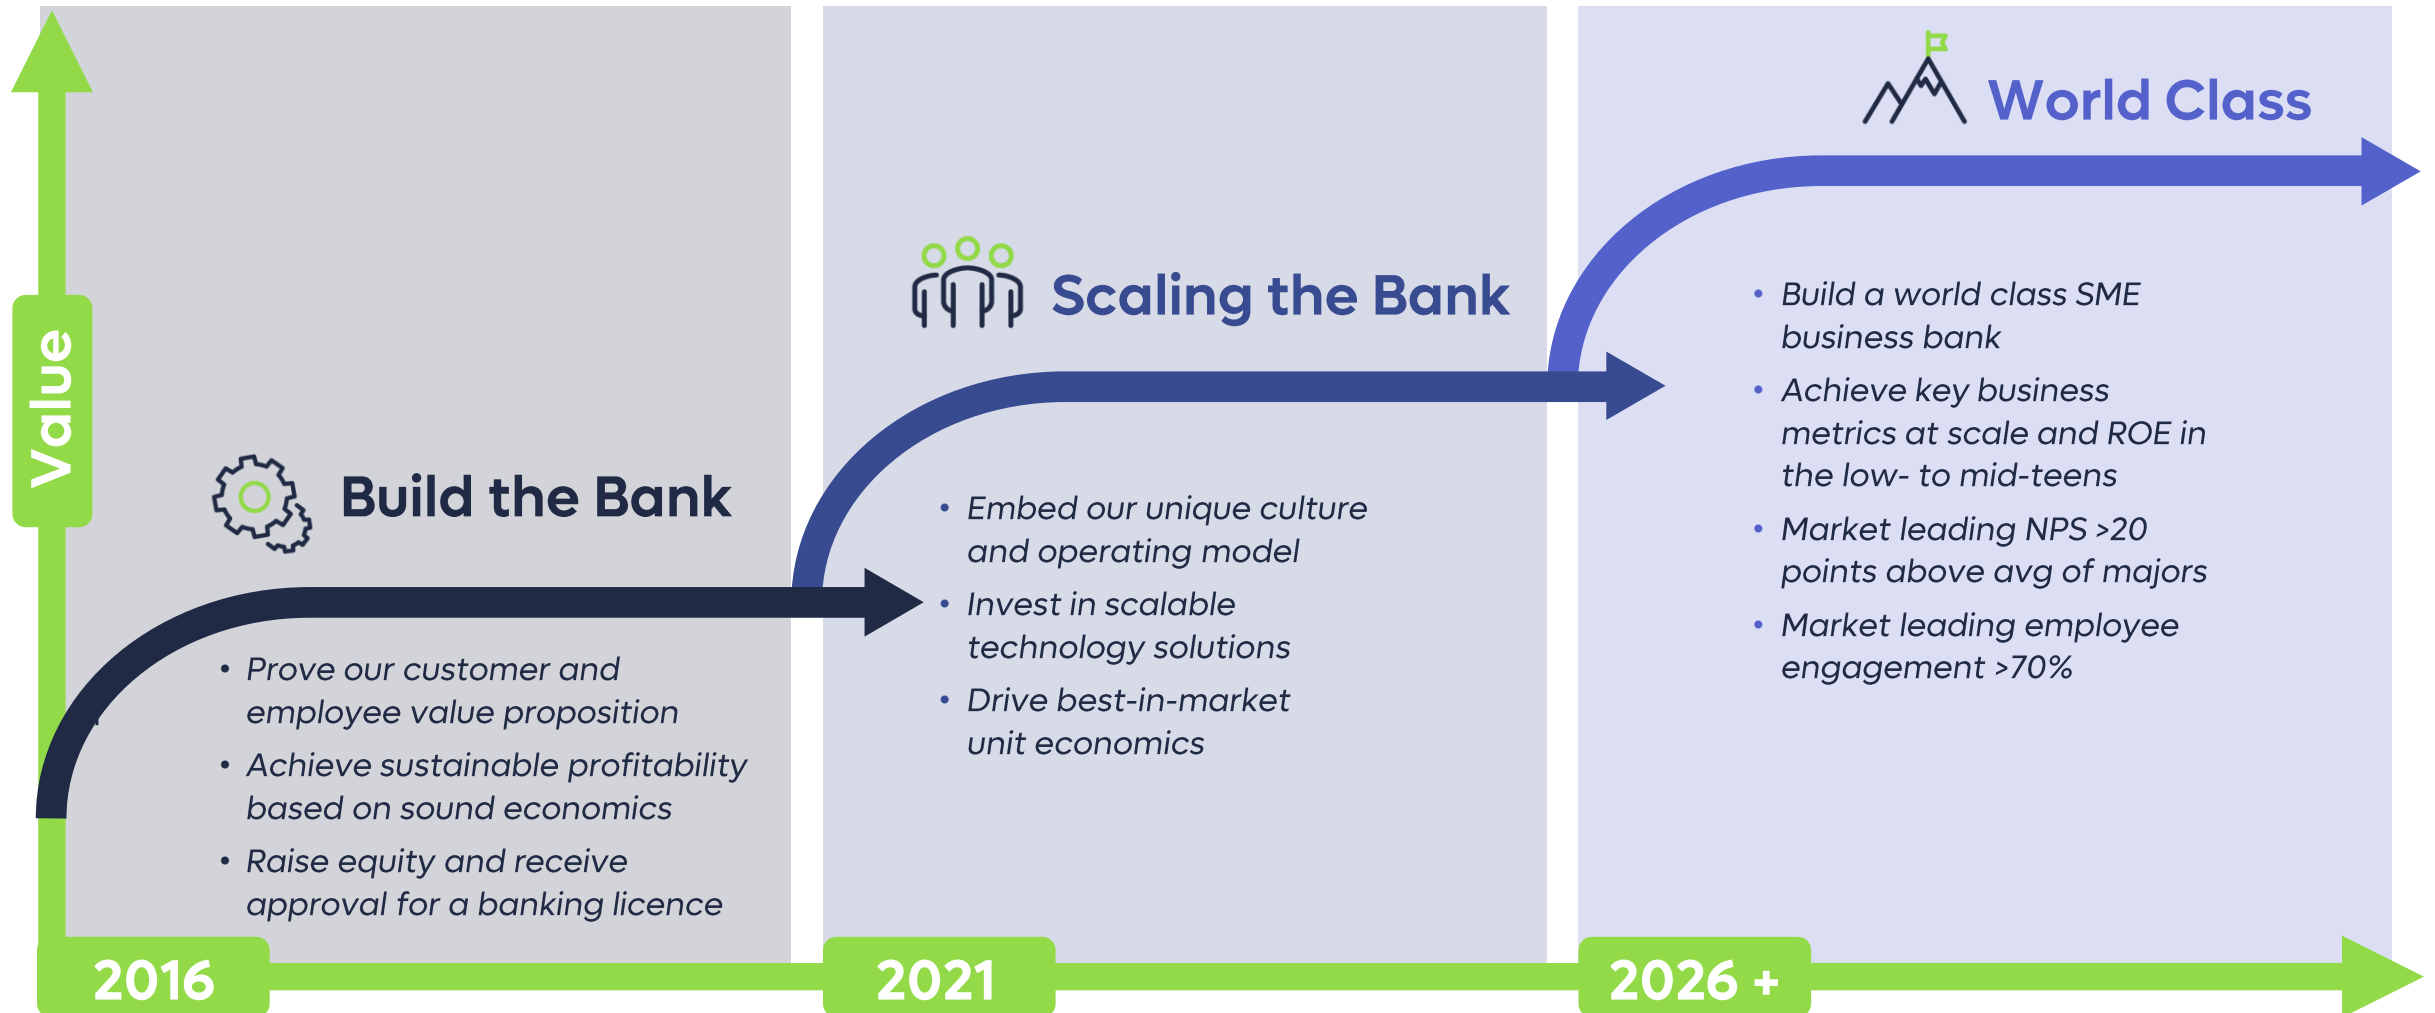 World Class
Scaling the Bank
Value
Build the Bank
• Prove our customer and
employee value proposition
• Achieve sustainable profitability
based on sound economics
• Raise equity and receive
approval for a banking licence
• Embed our unique culture
and operating model
• Invest in scalable
technology solutions
• Drive best-in-market
unit economics
• Build a world class SME
business bank
• Achieve key business
metrics at scale and ROE in
the low- to mid-teens
• Market leading NPS >20
points above avg of majors
• Market leading employee
engagement >70%
2016
2021
2026 +